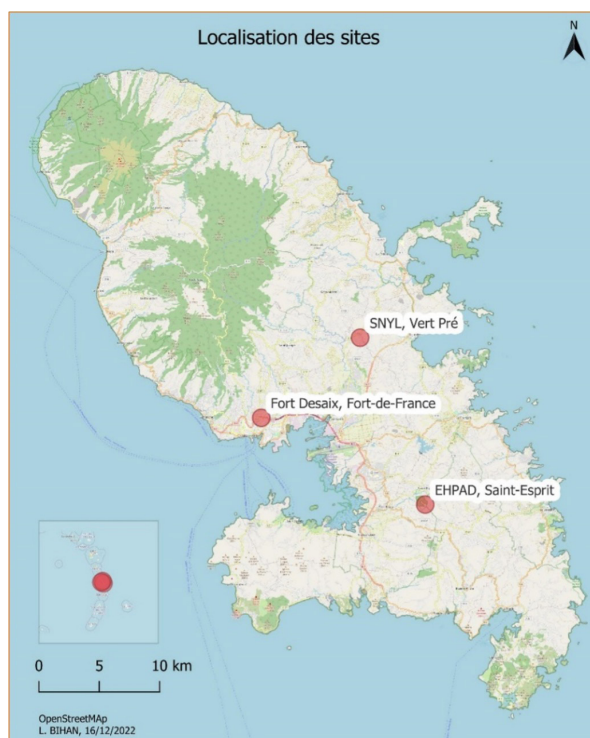 Localisation des sites
N
SNYL, Vert Pré
Fort Desaix, Fort-de-France
EHPAD, Saint-Esprit
0 5 10 km
OpenStreetMAp
L. BIHAN, 16/12/2022